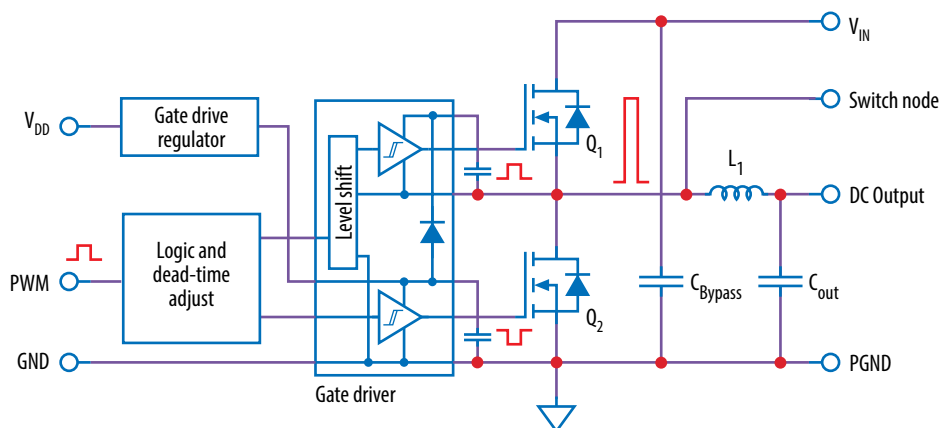 V_IN
Switch node
Gate drive
regulator
V_DD
Q_1
L_1
Level shift
DC Output
Logic and
dead-time
adjust
PWM
C_Bypass
C_out
Q_2
GND
PGND
Gate driver